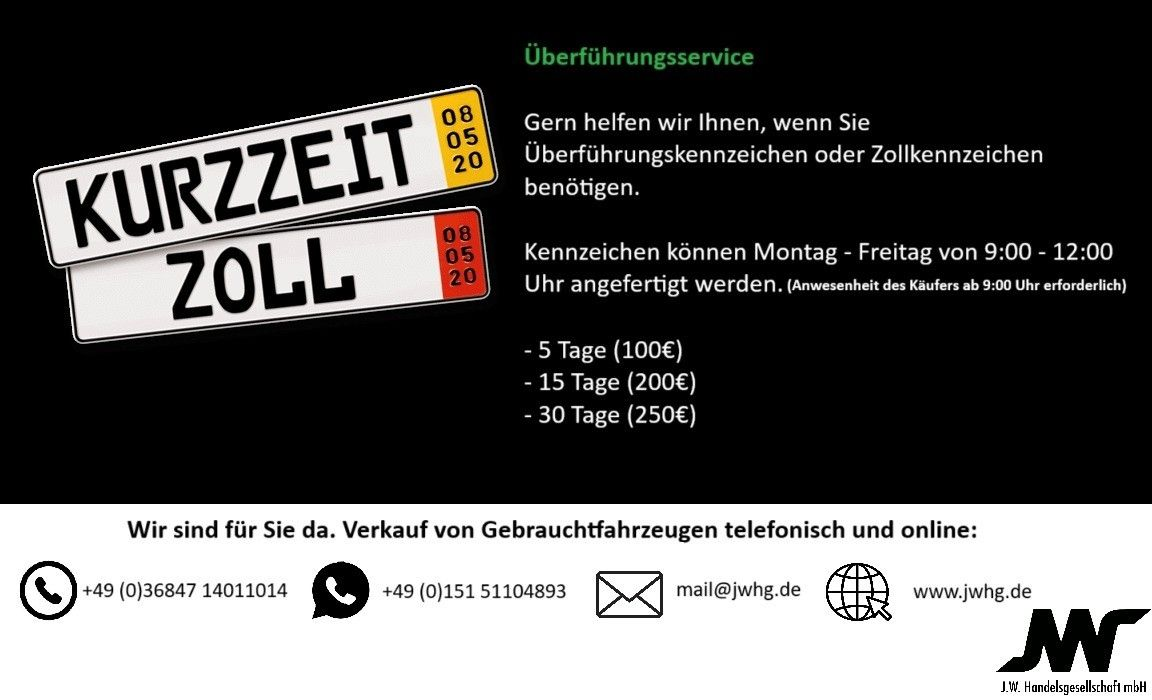 Überführungsservice
KURZZEIT
08
05
20
ZOLL
08
05
20
Gern helfen wir Ihnen, wenn Sie
Überführungskennzeichen oder Zollkennzeichen
benötigen.
Kennzeichen können Montag - Freitag von 9:00 - 12:00
Uhr angefertigt werden. (Anwesenheit des Käufers ab 9:00 Uhr erforderlich)
- 5 Tage (100€)
- 15 Tage (200€)
- 30 Tage (250€)
Wir sind für Sie da. Verkauf von Gebrauchtfahrzeugen telefonisch und online:
+49 (0)36847 14011014 +49 (0)151 51104893 mail@jwhg.de www.jwhg.de
JW
J.W. Handelsgesellschaft mbH